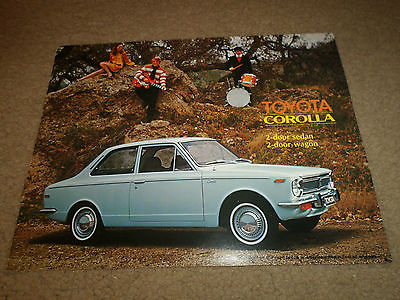 TOYOTA
COROLLA
2-door sedan
2-door wagon